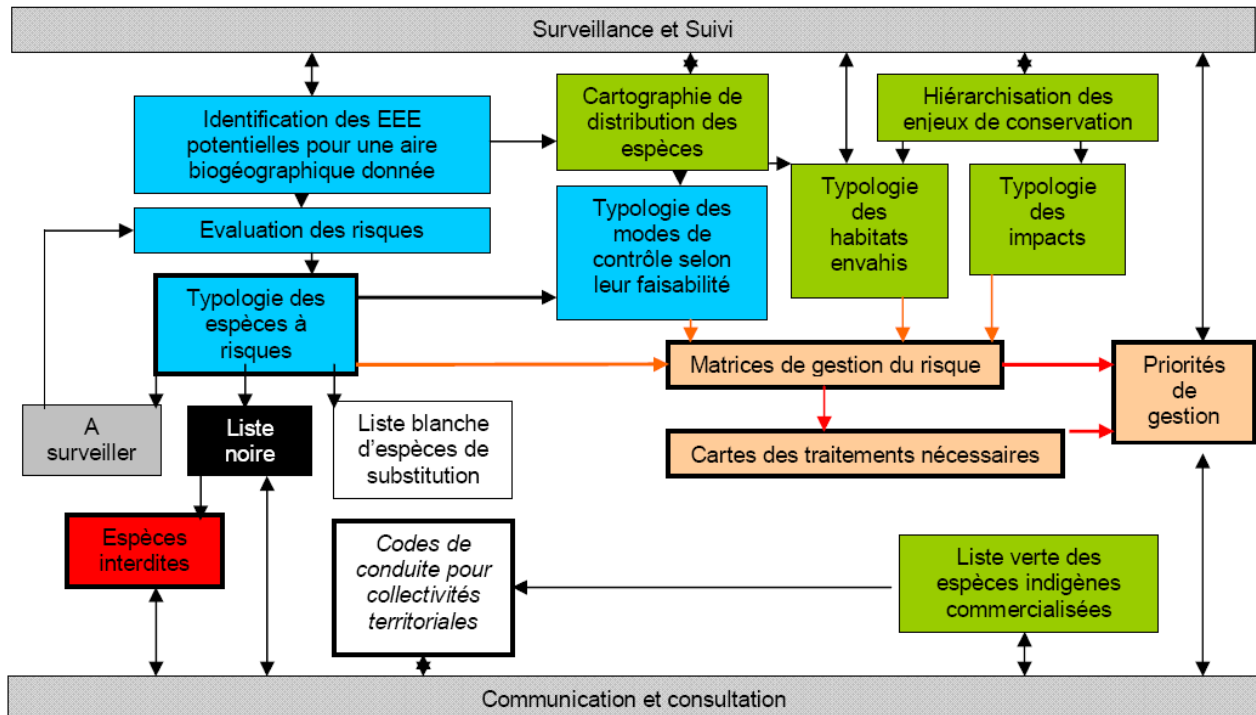 Surveillance et Suivi
Identification des EEE
potentielles pour une aire
biogéographique donnée
Cartographie de
distribution des
espèces
Hiérarchisation des
enjeux de conservation
Evaluation des risques
Typologie des
modes de
contrôle selon
leur faisabilité
Typologie
des
habitats
envahis
Typologie
des
impacts
Typologie des
espèces à
risques
Matrices de gestion du risque
Priorités
de
gestion
A
surveiller
Liste
noire
Liste blanche
d'espèces de
substitution
Cartes des traitements nécessaires
Espèces
interdites
Codes de
conduite pour
collectivités
territoriales
Liste verte des
espèces indigènes
commercialisées
Communication et consultation